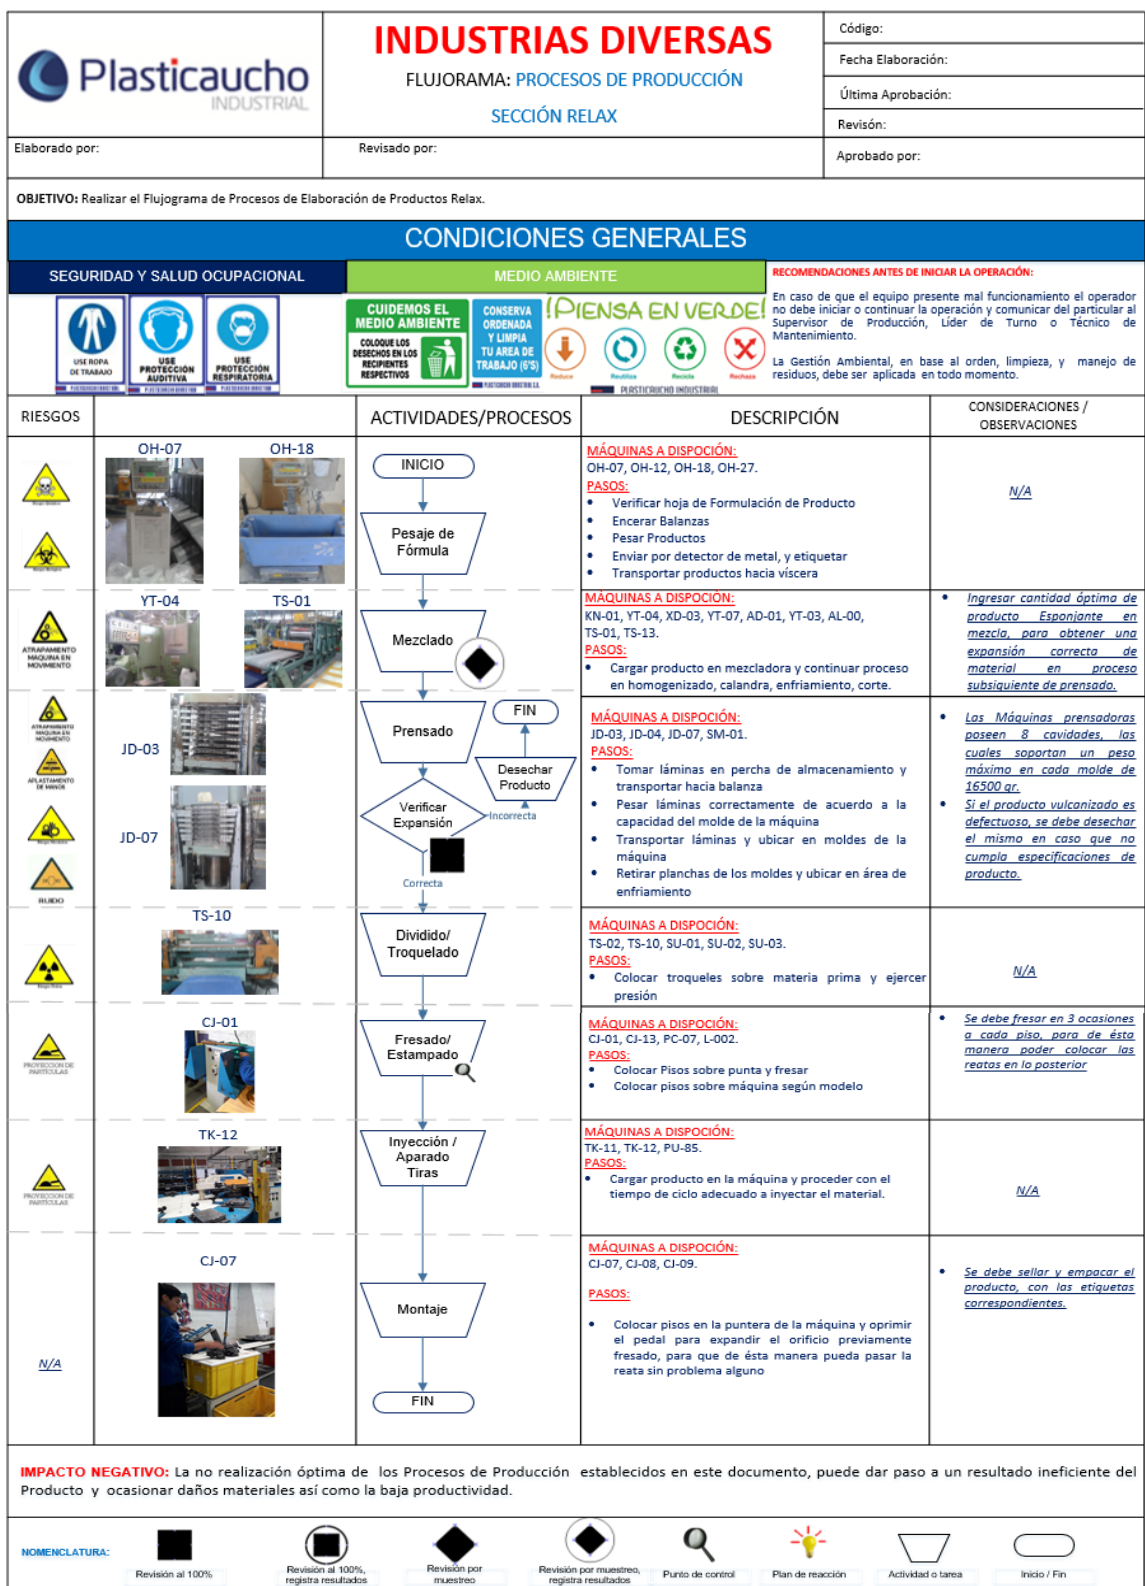 Plasticaucho
INDUSTRIAL
INDUSTRIAS DIVERSAS
FLUJORAMA: PROCESOS DE PRODUCCIÓN
SECCIÓN RELAX
Código:
Fecha Elaboración:
Última Aprobación:
Revisón:
Elaborado por:
Revisado por:
Aprobado por:
OBJETIVO: Realizar el Flujograma de Procesos de Elaboración de Productos Relax.
CONDICIONES GENERALES
SEGURIDAD Y SALUD OCUPACIONAL
MEDIO AMBIENTE
USE ROPA
DE TRABAJO
USE
PROTECCIÓN
AUDITIVA
USE
PROTECCIÓN
RESPIRATORIA
CUIDEMOS EL
MEDIO AMBIENTE
COLOQUE LOS
DESECHOS EN LOS
RECIPIENTES
RESPECTIVOS
CONSERVA
ORDENADA
Y LIMPIA
TU AREA DE
TRABAJO (6'S)
¡PIENSA EN VERDE!
Reduce
Reutiliza
Recicla
Rechaza
PLASTICAUCHO INDUSTRIAL
RECOMENDACIONES ANTES DE INICIAR LA OPERACIÓN:
En caso de que el equipo presente mal funcionamiento el operador
no debe iniciar o continuar la operación y comunicar del particular al
Supervisor de Producción, Líder de Turno o Técnico de
Mantenimiento.
La Gestión Ambiental, en base al orden, limpieza, y manejo de
residuos, debe ser aplicada en todo momento.
RIESGOS
ACTIVIDADES/PROCESOS
DESCRIPCIÓN
CONSIDERACIONES /
OBSERVACIONES
OH-07
OH-18
INICIO
Pesaje de
Fórmula
MÁQUINAS A DISPOCIÓN:
OH-07, OH-12, OH-18, OH-27.
PASOS:
• Verificar hoja de Formulación de Producto
• Encerar Balanzas
• Pesar Productos
• Enviar por detector de metal, y etiquetar
• Transportar productos hacia víscera
N/A
ATRAPAMIENTO
MAQUINA EN
MOVIMIENTO
YT-04
TS-01
Mezclado
MÁQUINAS A DISPOCIÓN:
KN-01, YT-04, XD-03, YT-07, AD-01, YT-03, AL-00,
TS-01, TS-13.
PASOS:
• Cargar producto en mezcladora y continuar proceso
en homogenizado, calandra, enfriamiento, corte.
• Ingresar cantidad óptima de
producto Esponjante en
mezcla, para obtener una
expansión correcta de
material en proceso
subsiguiente de prensado.
ATRAPAMIENTO
MAQUINA EN
MOVIMIENTO
APLASTAMIENTO
DE MANOS
RUIDO
JD-03
JD-07
Prensado
FIN
Desechar
Producto
Verificar
Expansión
Incorrecta
Correcta
MÁQUINAS A DISPOCIÓN:
JD-03, JD-04, JD-07, SM-01.
PASOS:
• Tomar láminas en percha de almacenamiento y
transportar hacia balanza
• Pesar láminas correctamente de acuerdo a la
capacidad del molde de la máquina
• Transportar láminas y ubicar en moldes de la
máquina
• Retirar planchas de los moldes y ubicar en área de
enfriamiento
• Las Máquinas prensadoras
poseen 8 cavidades, las
cuales soportan un peso
máximo en cada molde de
16500 gr.
• Si el producto vulcanizado es
defectuoso, se debe desechar
el mismo en caso que no
cumpla especificaciones de
producto.
TS-10
Dividido/
Troquelado
MÁQUINAS A DISPOCIÓN:
TS-02, TS-10, SU-01, SU-02, SU-03.
PASOS:
• Colocar troqueles sobre materia prima y ejercer
presión
N/A
PROYECCION DE
PARTÍCULAS
CJ-01
Fresado/
Estampado
MÁQUINAS A DISPOCIÓN:
CJ-01, CJ-13, PC-07, L-002.
PASOS:
• Colocar Pisos sobre punta y fresar
• Colocar pisos sobre máquina según modelo
• Se debe fresar en 3 ocasiones
a cada piso, para de ésta
manera poder colocar las
reatas en lo posterior
PROYECCION DE
PARTÍCULAS
TK-12
Inyección /
Aparado
Tiras
MÁQUINAS A DISPOCIÓN:
TK-11, TK-12, PU-85.
PASOS:
• Cargar producto en la máquina y proceder con el
tiempo de ciclo adecuado a inyectar el material.
N/A
N/A
CJ-07
Montaje
FIN
MÁQUINAS A DISPOCIÓN:
CJ-07, CJ-08, CJ-09.
PASOS:
• Colocar pisos en la puntera de la máquina y oprimir
el pedal para expandir el orificio previamente
fresado, para que de ésta manera pueda pasar la
reata sin problema alguno
• Se debe sellar y empacar el
producto, con las etiquetas
correspondientes.
IMPACTO NEGATIVO: La no realización óptima de los Procesos de Producción establecidos en este documento, puede dar paso a un resultado ineficiente del
Producto y ocasionar daños materiales así como la baja productividad.
NOMENCLATURA:
Revisión al 100%
Revisión al 100%,
registra resultados
Revisión por
muestreo
Revisión por muestreo,
registra resultados
Punto de control
Plan de reacción
Actividad o tarea
Inicio / Fin